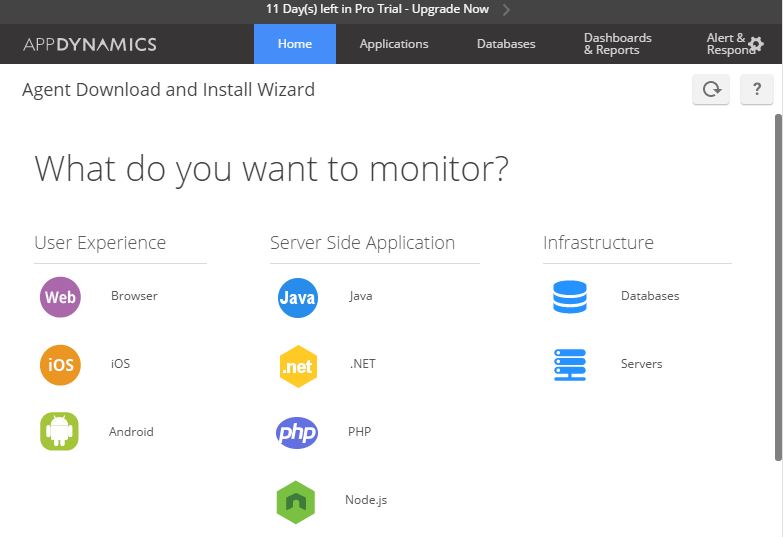 11 Day(s) left in Pro Trial - Upgrade Now
APPDYNAMICS
Home
Applications
Databases
Dashboards
& Reports
Alert &
Respond
Agent Download and Install Wizard
?
What do you want to monitor?
User Experience
Web
Browser
iOS
iOS
Android
Server Side Application
Java
Java
.net
.NET
php
PHP
Node.js
Infrastructure
Databases
Servers